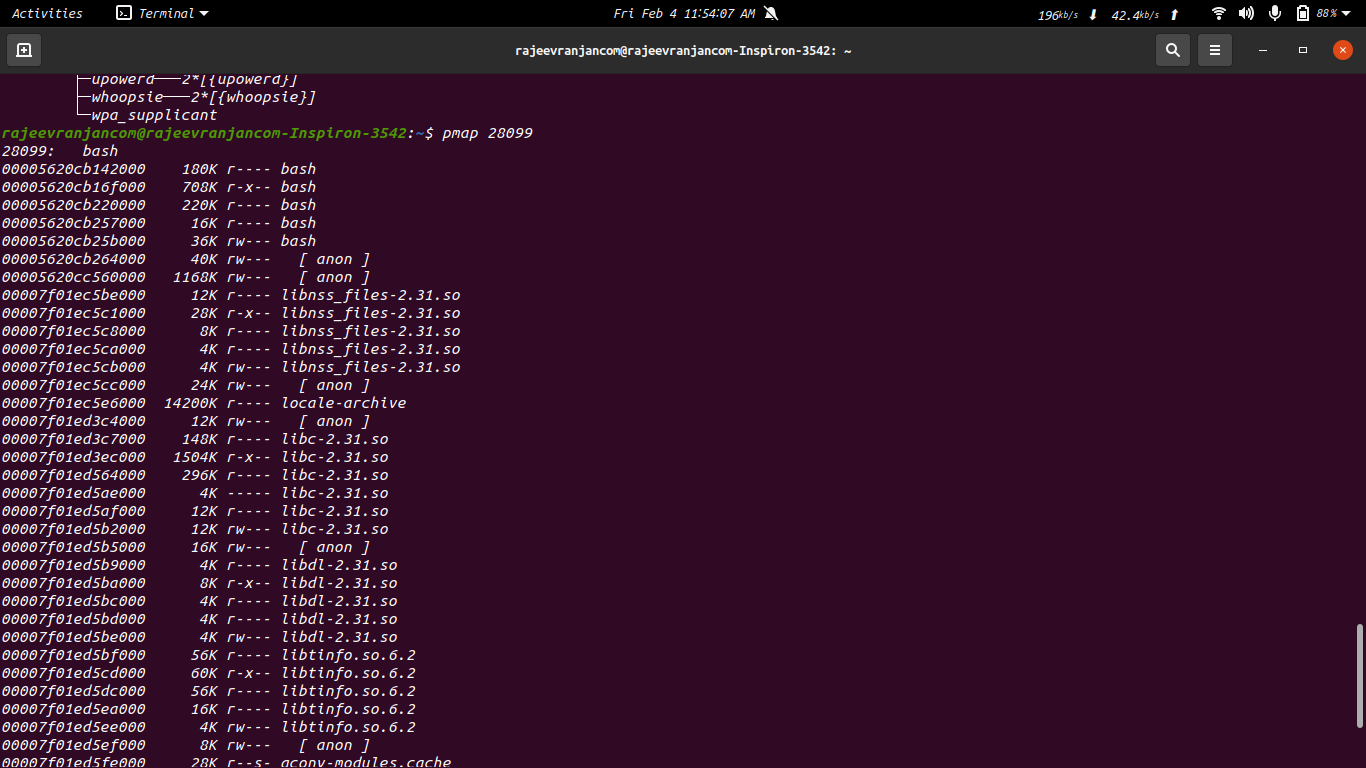 Activities Terminal Fri Feb 4 11:54:07 AM 196kb/s 42.4kb/s 88%
rajeevranjancom@rajeevranjancom-Inspiron-3542: ~
├─upowerd───2*[{upowerd}]
├─whoopsie───2*[{whoopsie}]
└─wpa_supplicant
rajeevranjancom@rajeevranjancom-Inspiron-3542:~$ pmap 28099
28099:   bash
00005620cb142000    180K r---- bash
00005620cb16f000    708K r-x-- bash
00005620cb220000    220K r---- bash
00005620cb257000     16K r---- bash
00005620cb25b000     36K rw--- bash
00005620cb264000     40K rw---   [ anon ]
00005620cc560000   1168K rw---   [ anon ]
00007f01ec5be000     12K r---- libnss_files-2.31.so
00007f01ec5c1000     28K r-x-- libnss_files-2.31.so
00007f01ec5c8000      8K r---- libnss_files-2.31.so
00007f01ec5ca000      4K r---- libnss_files-2.31.so
00007f01ec5cb000      4K rw--- libnss_files-2.31.so
00007f01ec5cc000     24K rw---   [ anon ]
00007f01ec5e6000  14200K r---- locale-archive
00007f01ed3c4000     12K rw---   [ anon ]
00007f01ed3c7000    148K r---- libc-2.31.so
00007f01ed3ec000   1504K r-x-- libc-2.31.so
00007f01ed564000    296K r---- libc-2.31.so
00007f01ed5ae000      4K ----- libc-2.31.so
00007f01ed5af000     12K r---- libc-2.31.so
00007f01ed5b2000     12K rw--- libc-2.31.so
00007f01ed5b5000     16K rw---   [ anon ]
00007f01ed5b9000      4K r---- libdl-2.31.so
00007f01ed5ba000      8K r-x-- libdl-2.31.so
00007f01ed5bc000      4K r---- libdl-2.31.so
00007f01ed5bd000      4K r---- libdl-2.31.so
00007f01ed5be000      4K rw--- libdl-2.31.so
00007f01ed5bf000     56K r---- libtinfo.so.6.2
00007f01ed5cd000     60K r-x-- libtinfo.so.6.2
00007f01ed5dc000     56K r---- libtinfo.so.6.2
00007f01ed5ea000     16K r---- libtinfo.so.6.2
00007f01ed5ee000      4K rw--- libtinfo.so.6.2
00007f01ed5ef000      8K rw---   [ anon ]
00007f01ed5fe000     28K r--s- gconv-modules.cache